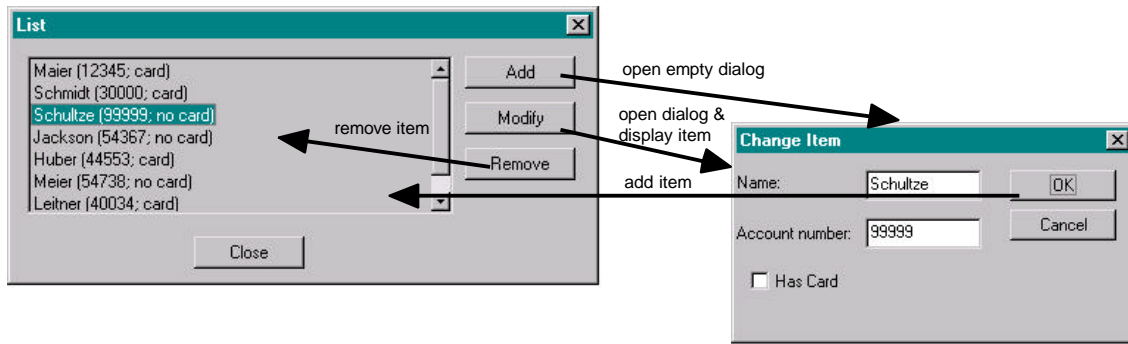 List
Maier (12345; card)
Schmidt (30000; card)
Schultze (99999; no card)
Jackson (54367; no card)
Huber (44553; card)
Meier (54738; no card)
Leitner (40034; card)
Add
Modify
Remove
Close
remove item
open empty dialog
open dialog &
display item
add item
Change Item
Name:
Schultze
OK
Account number:
99999
Cancel
Has Card